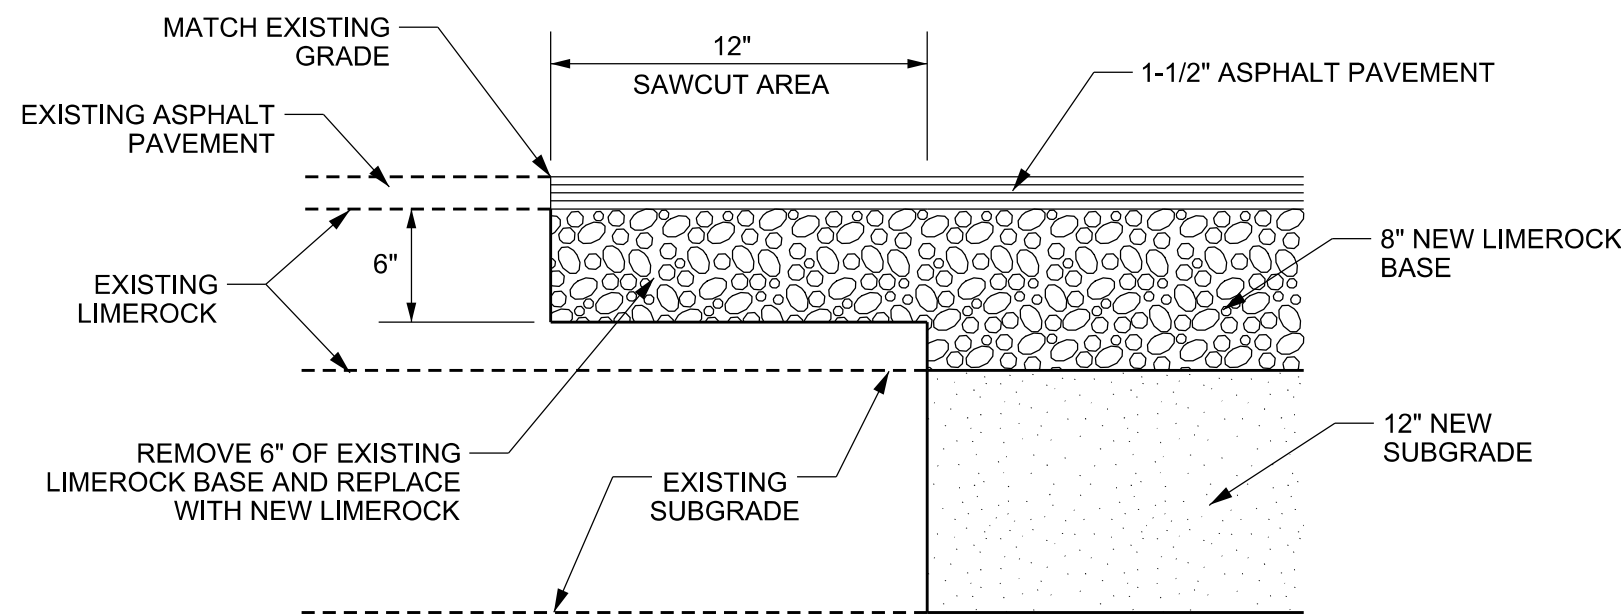 MATCH EXISTING
GRADE
12"
SAWCUT AREA
1-1/2" ASPHALT PAVEMENT
EXISTING ASPHALT
PAVEMENT
6"
8" NEW LIMEROCK
BASE
EXISTING
LIMEROCK
12" NEW
SUBGRADE
REMOVE 6" OF EXISTING
LIMEROCK BASE AND REPLACE
WITH NEW LIMEROCK
EXISTING
SUBGRADE